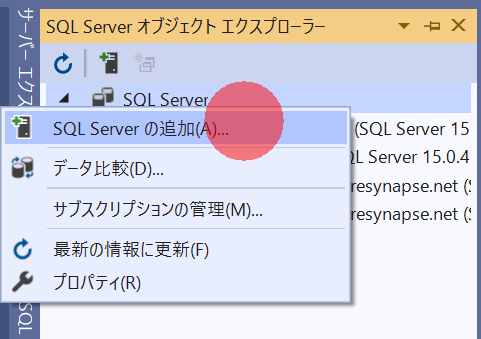 SQL Server オブジェクト エクスプローラー
サーバー エクス
SQL Server
SQL Server の追加(A)...
(SQL Server 15
データ比較(D)...
QL Server 15.0.4
resynapse.net (S
サブスクリプションの管理(M)...
resynapse.net (S
最新の情報に更新(F)
プロパティ(R)
SQL